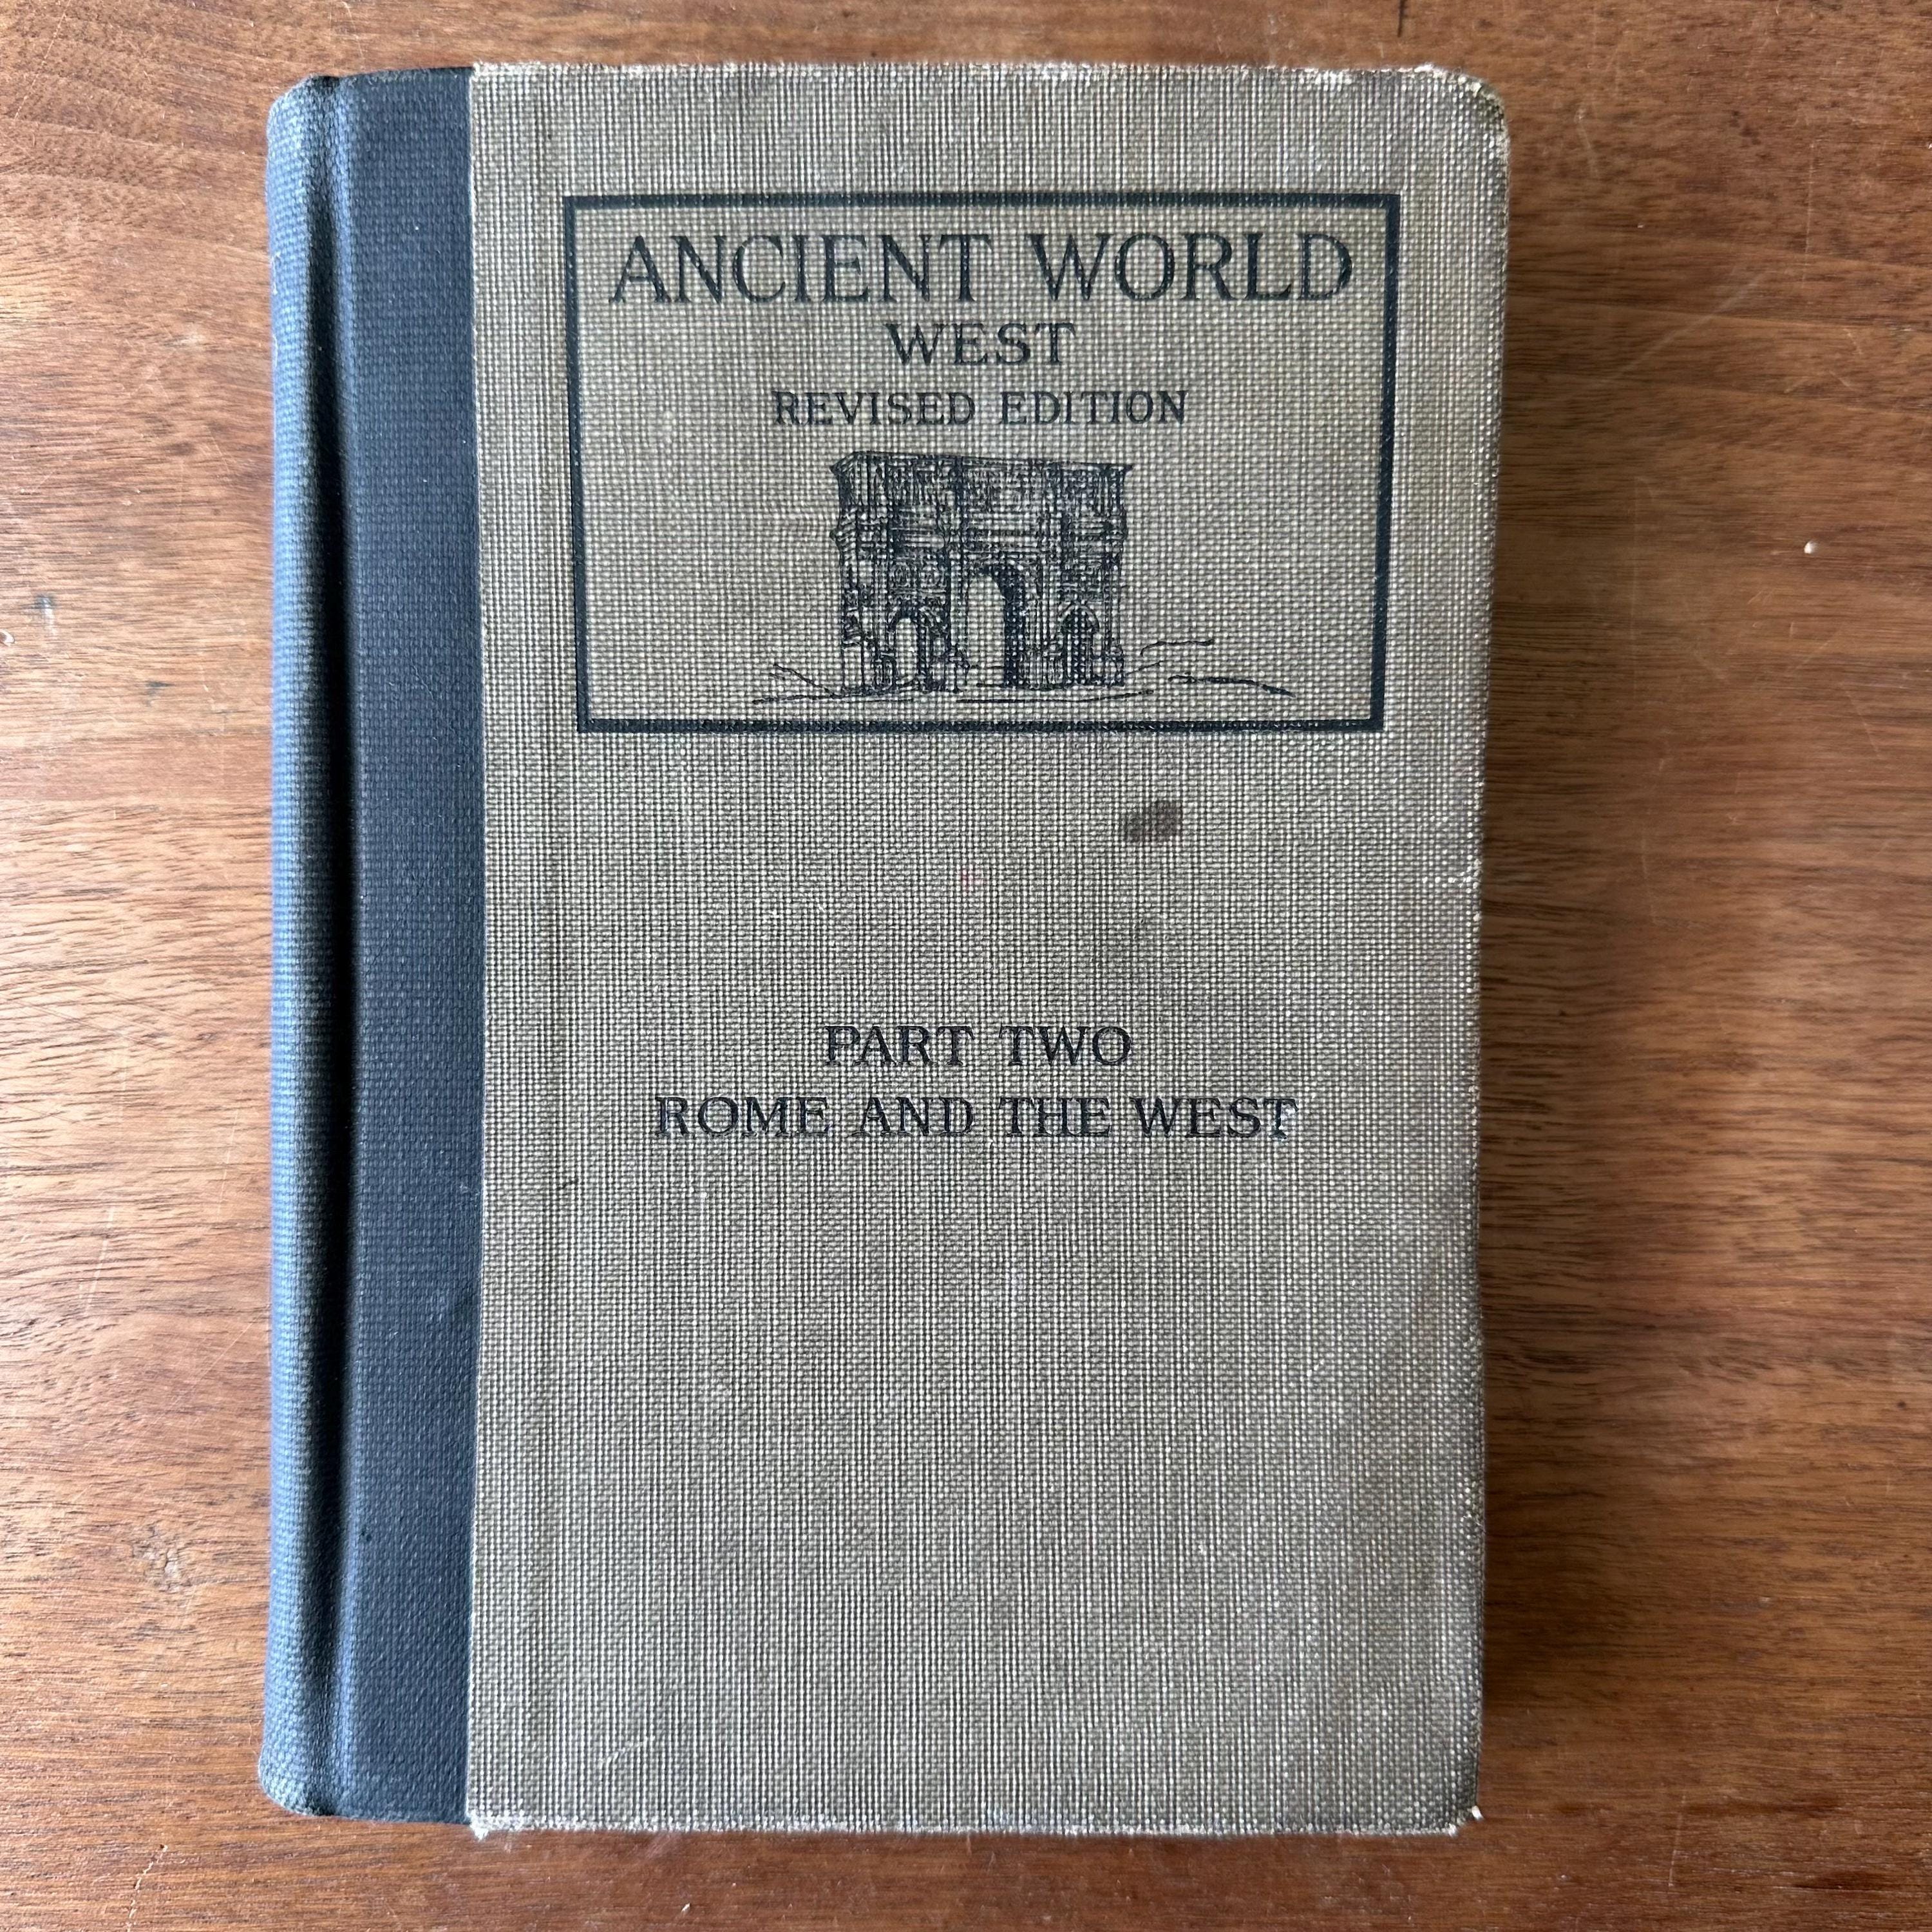 ANCIENT WORLD
WEST
REVISED EDITION
PART TWO
ROME AND THE WEST